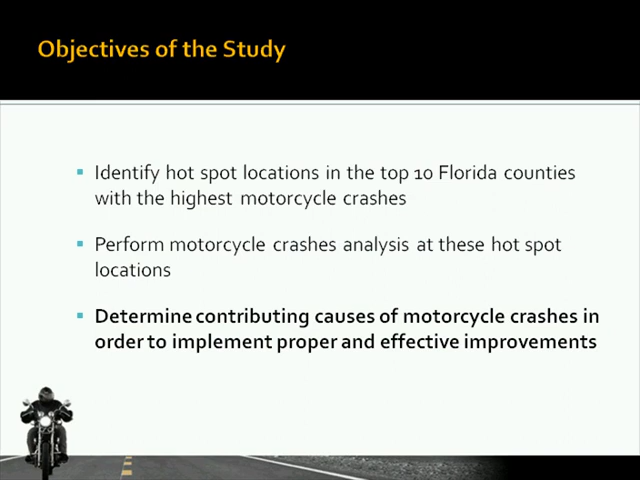 Objectives of the Study
Identify hot spot locations in the top 10 Florida counties
with the highest motorcycle crashes
Perform motorcycle crashes analysis at these hot spot
locations
Determine contributing causes of motorcycle crashes in
order to implement proper and effective improvements